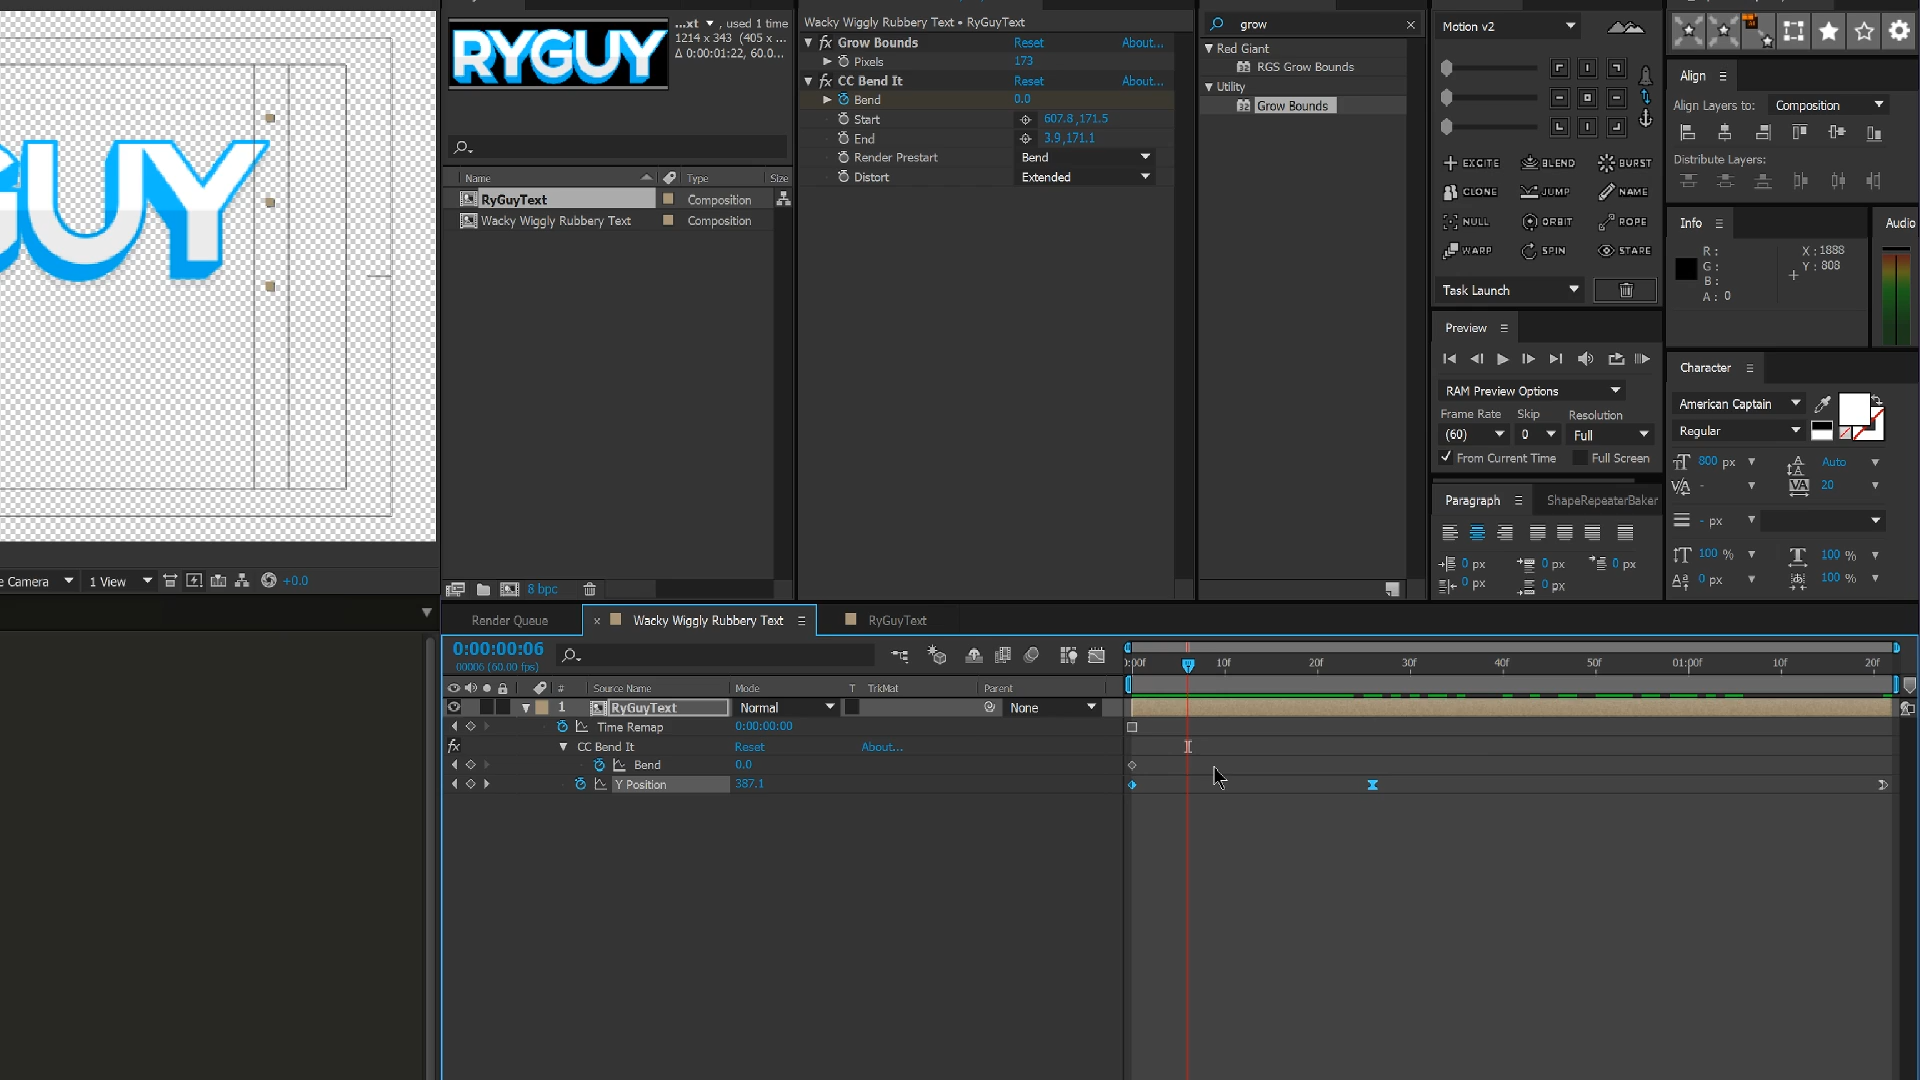 GUY
e Camera
1 View
+0.0
RYGUY
...xt ▼ , used 1 time
1214 x 343 (405 x ...
Δ 0:00:01:22, 60.0...
Name
Type
Size
RyGuyText
Composition
Wacky Wiggly Rubbery Text
Composition
8 bpc
Wacky Wiggly Rubbery Text • RyGuyText
fx Grow Bounds
Reset
About...
Pixels
173
fx CC Bend It
Reset
About...
Bend
0.0
Start
607.8,171.5
End
3.9,171.1
Render Prestart
Bend
Distort
Extended
grow
Red Giant
RGS Grow Bounds
Utility
Grow Bounds
Motion v2
EXCITE
BLEND
BURST
CLONE
JUMP
NAME
NULL
ORBIT
ROPE
WARP
SPIN
STARE
Task Launch
Preview
RAM Preview Options
Frame Rate
Skip
Resolution
(60)
0
Full
From Current Time
Full Screen
Paragraph
ShapeRepeaterBaker
0 px
0 px
0 px
0 px
0 px
Align
Align Layers to:
Composition
Distribute Layers:
Info
Audio
R :
G :
B :
A : 0
X : 1888
Y : 808
Character
American Captain
Regular
800 px
Auto
-
20
- px
100 %
100 %
0 px
100 %
Render Queue
Wacky Wiggly Rubbery Text
RyGuyText
0:00:00:06
00006 (60.00 fps)
0:00f
10f
20f
30f
40f
50f
01:00f
10f
20f
#
Source Name
Mode
T
TrkMat
Parent
1
RyGuyText
Normal
None
Time Remap
0:00:00:00
fx
CC Bend It
Reset
About...
Bend
0.0
Y Position
387.1